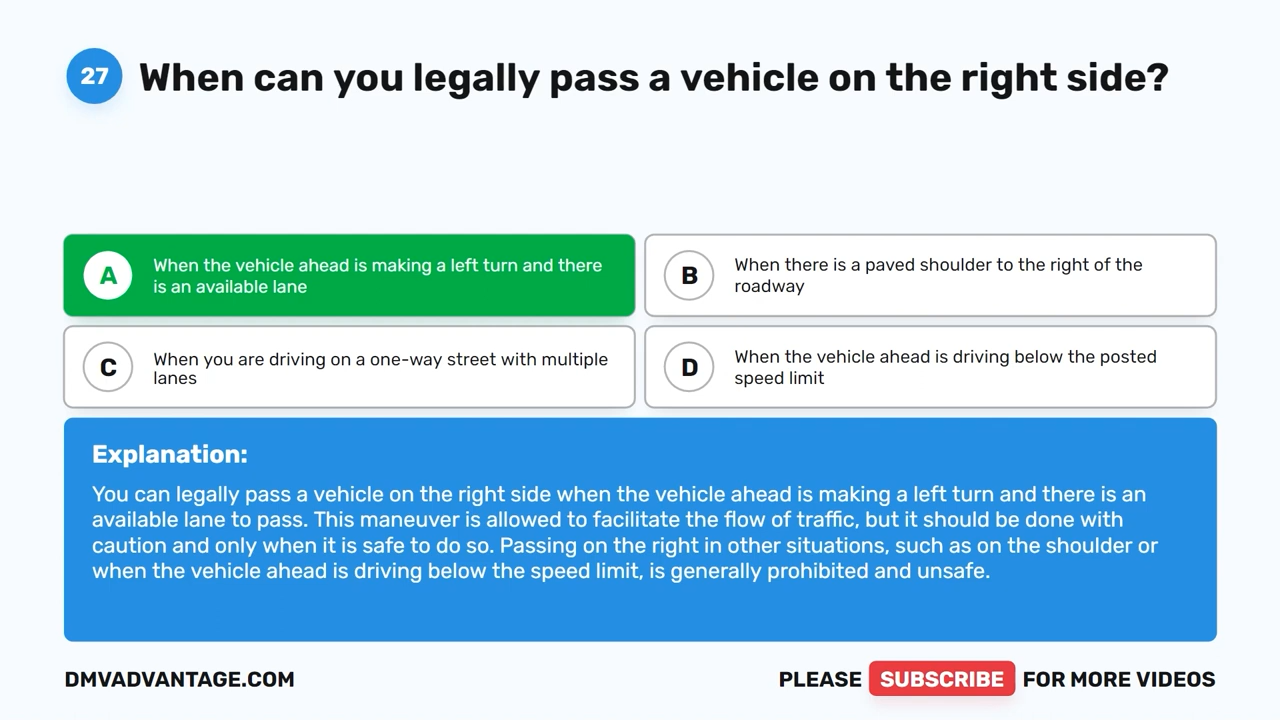 27 When can you legally pass a vehicle on the right side?
A When the vehicle ahead is making a left turn and there
is an available lane
B When there is a paved shoulder to the right of the
roadway
C When you are driving on a one-way street with multiple
lanes
D When the vehicle ahead is driving below the posted
speed limit
Explanation:
You can legally pass a vehicle on the right side when the vehicle ahead is making a left turn and there is an
available lane to pass. This maneuver is allowed to facilitate the flow of traffic, but it should be done with
caution and only when it is safe to do so. Passing on the right in other situations, such as on the shoulder or
when the vehicle ahead is driving below the speed limit, is generally prohibited and unsafe.
DMVADVANTAGE.COM
PLEASE SUBSCRIBE FOR MORE VIDEOS